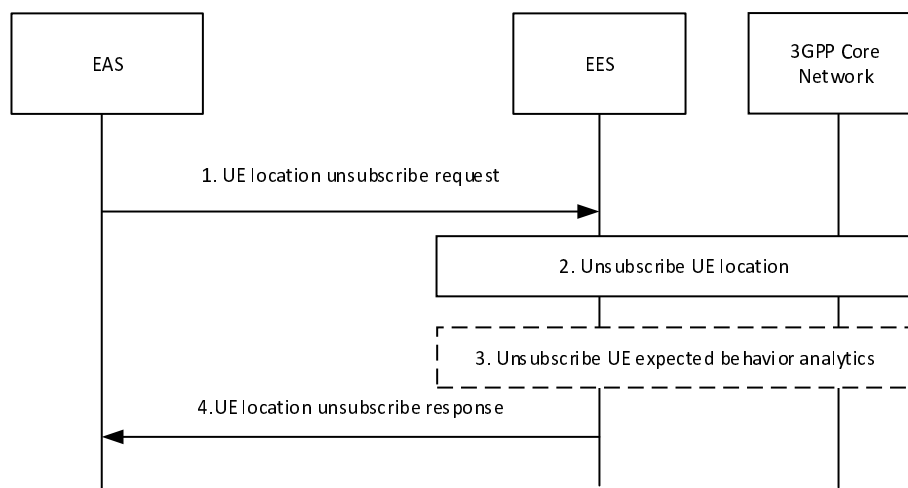 EAS
EES
3GPP Core
Network
1. UE location unsubscribe request
2. Unsubscribe UE location
3. Unsubscribe UE expected behavior analytics
4.UE location unsubscribe response